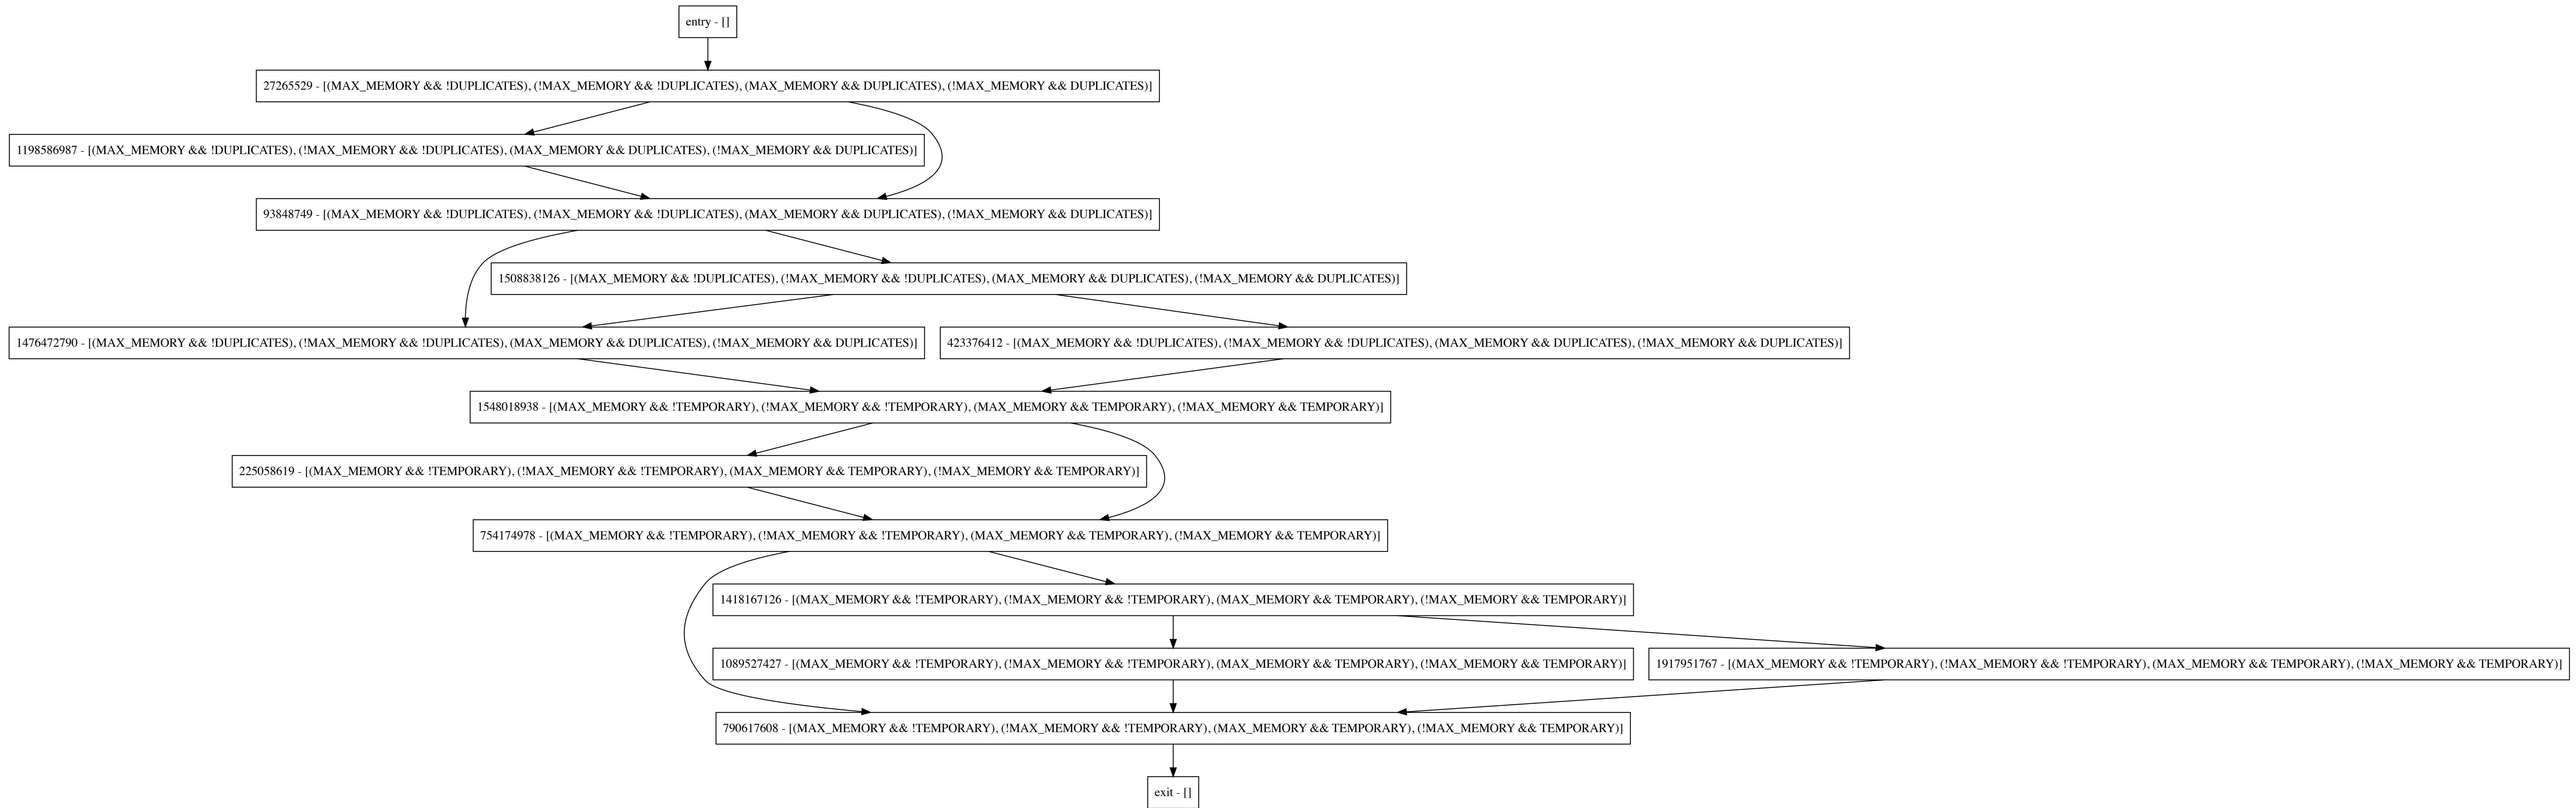 entry - []
27265529 - [(MAX_MEMORY && !DUPLICATES), (!MAX_MEMORY && !DUPLICATES), (MAX_MEMORY && DUPLICATES), (!MAX_MEMORY && DUPLICATES)]
1198586987 - [(MAX_MEMORY && !DUPLICATES), (!MAX_MEMORY && !DUPLICATES), (MAX_MEMORY && DUPLICATES), (!MAX_MEMORY && DUPLICATES)]
93848749 - [(MAX_MEMORY && !DUPLICATES), (!MAX_MEMORY && !DUPLICATES), (MAX_MEMORY && DUPLICATES), (!MAX_MEMORY && DUPLICATES)]
1508838126 - [(MAX_MEMORY && !DUPLICATES), (!MAX_MEMORY && !DUPLICATES), (MAX_MEMORY && DUPLICATES), (!MAX_MEMORY && DUPLICATES)]
1476472790 - [(MAX_MEMORY && !DUPLICATES), (!MAX_MEMORY && !DUPLICATES), (MAX_MEMORY && DUPLICATES), (!MAX_MEMORY && DUPLICATES)]
423376412 - [(MAX_MEMORY && !DUPLICATES), (!MAX_MEMORY && !DUPLICATES), (MAX_MEMORY && DUPLICATES), (!MAX_MEMORY && DUPLICATES)]
1548018938 - [(MAX_MEMORY && !TEMPORARY), (!MAX_MEMORY && !TEMPORARY), (MAX_MEMORY && TEMPORARY), (!MAX_MEMORY && TEMPORARY)]
225058619 - [(MAX_MEMORY && !TEMPORARY), (!MAX_MEMORY && !TEMPORARY), (MAX_MEMORY && TEMPORARY), (!MAX_MEMORY && TEMPORARY)]
754174978 - [(MAX_MEMORY && !TEMPORARY), (!MAX_MEMORY && !TEMPORARY), (MAX_MEMORY && TEMPORARY), (!MAX_MEMORY && TEMPORARY)]
1418167126 - [(MAX_MEMORY && !TEMPORARY), (!MAX_MEMORY && !TEMPORARY), (MAX_MEMORY && TEMPORARY), (!MAX_MEMORY && TEMPORARY)]
1089527427 - [(MAX_MEMORY && !TEMPORARY), (!MAX_MEMORY && !TEMPORARY), (MAX_MEMORY && TEMPORARY), (!MAX_MEMORY && TEMPORARY)]
1917951767 - [(MAX_MEMORY && !TEMPORARY), (!MAX_MEMORY && !TEMPORARY), (MAX_MEMORY && TEMPORARY), (!MAX_MEMORY && TEMPORARY)]
790617608 - [(MAX_MEMORY && !TEMPORARY), (!MAX_MEMORY && !TEMPORARY), (MAX_MEMORY && TEMPORARY), (!MAX_MEMORY && TEMPORARY)]
exit - []